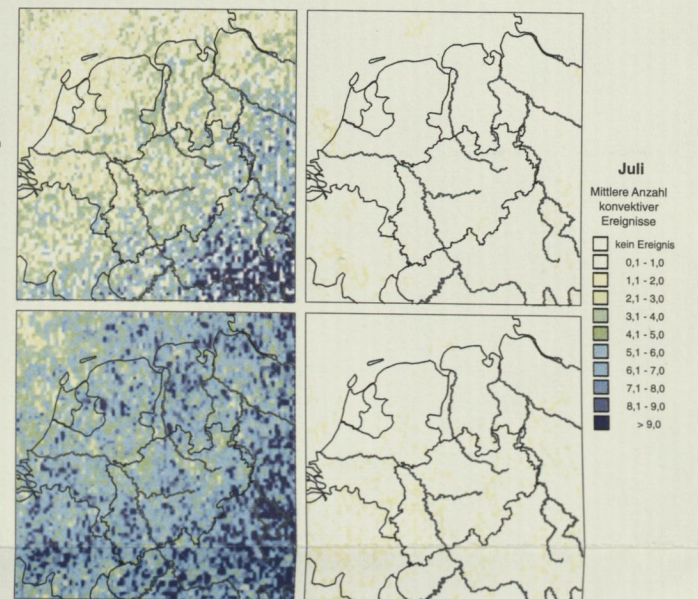 Juli
Mittlere Anzahl
konvektiver
Ereignisse
kein Ereignis
0,1 - 1,0
1,1 - 2,0
2,1 - 3,0
3,1 - 4,0
4,1 - 5,0
5,1 - 6,0
6,1 - 7,0
7,1 - 8,0
8,1 - 9,0
> 9,0